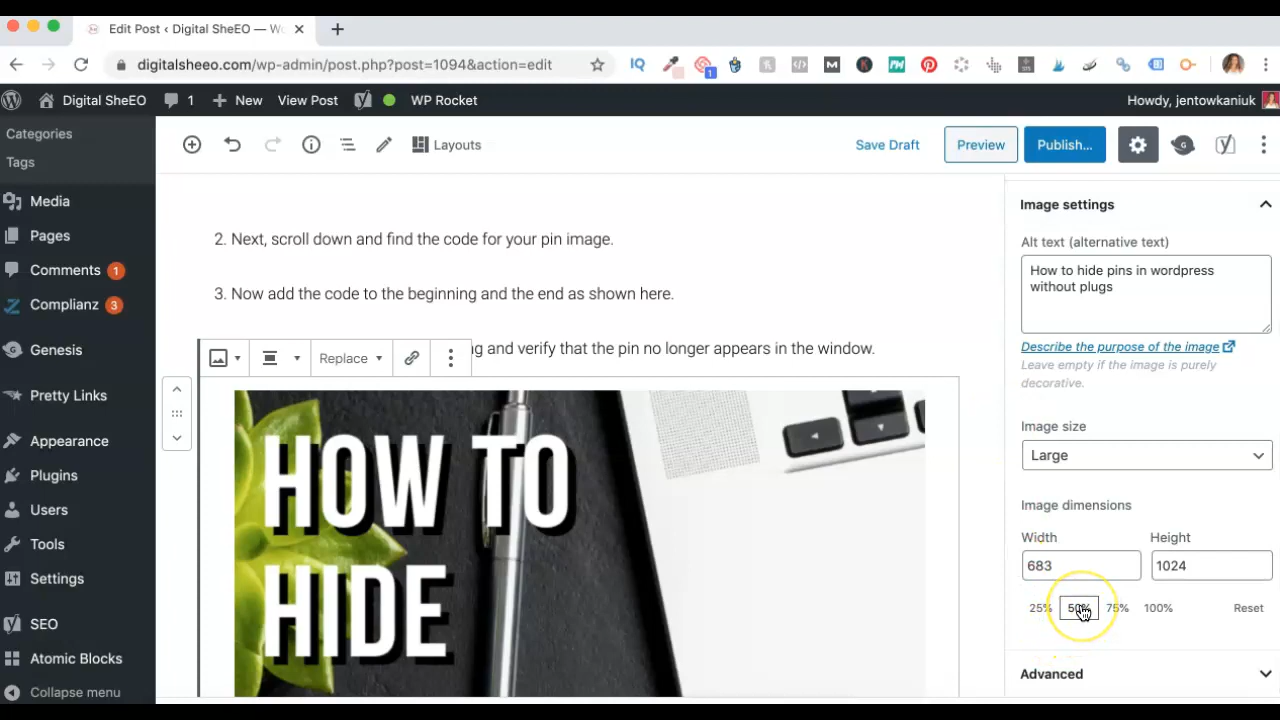 Edit Post ‹ Digital SheEO — Wo
digitalsheeo.com/wp-admin/post.php?post=1094&action=edit
IQ
1
M
K
Digital SheEO 1 New View Post WP Rocket Howdy, jentowkaniuk
Categories
Tags
Media
Pages
Comments 1
Complianz 3
Genesis
Pretty Links
Appearance
Plugins
Users
Tools
Settings
SEO
Atomic Blocks
Collapse menu
Layouts Save Draft Preview Publish...
2. Next, scroll down and find the code for your pin image.
3. Now add the code to the beginning and the end as shown here.
ng and verify that the pin no longer appears in the window.
Replace
HOW TO
HIDE
Image settings
Alt text (alternative text)
How to hide pins in wordpress
without plugs
Describe the purpose of the image
Leave empty if the image is purely
decorative.
Image size
Large
Image dimensions
Width Height
683 1024
25% 50% 75% 100% Reset
Advanced